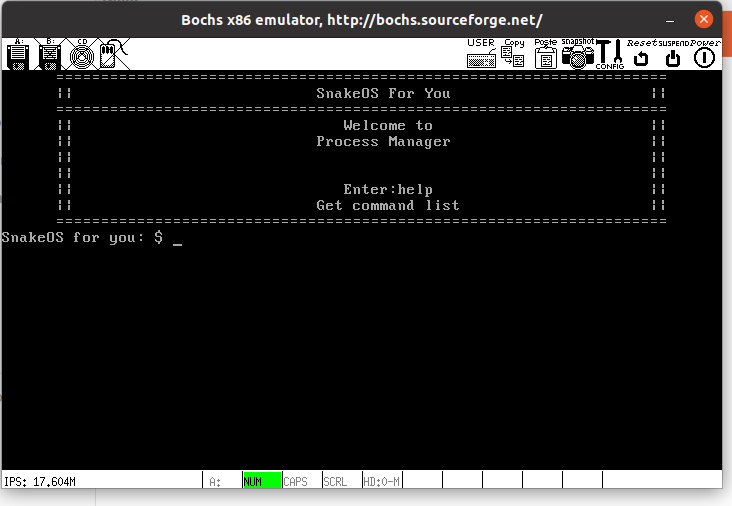 Bochs x86 emulator, http://bochs.sourceforge.net/
A: B: CD USER Copy Paste snapshot CONFIG Reset SUSPEND Power
======================================================================
|| SnakeOS For You ||
======================================================================
|| Welcome to ||
|| Process Manager ||
|| ||
|| ||
|| Enter:help ||
|| Get command list ||
======================================================================
SnakeOS for you: $ _
IPS: 17.604M A: NUM CAPS SCRL HD:0-M